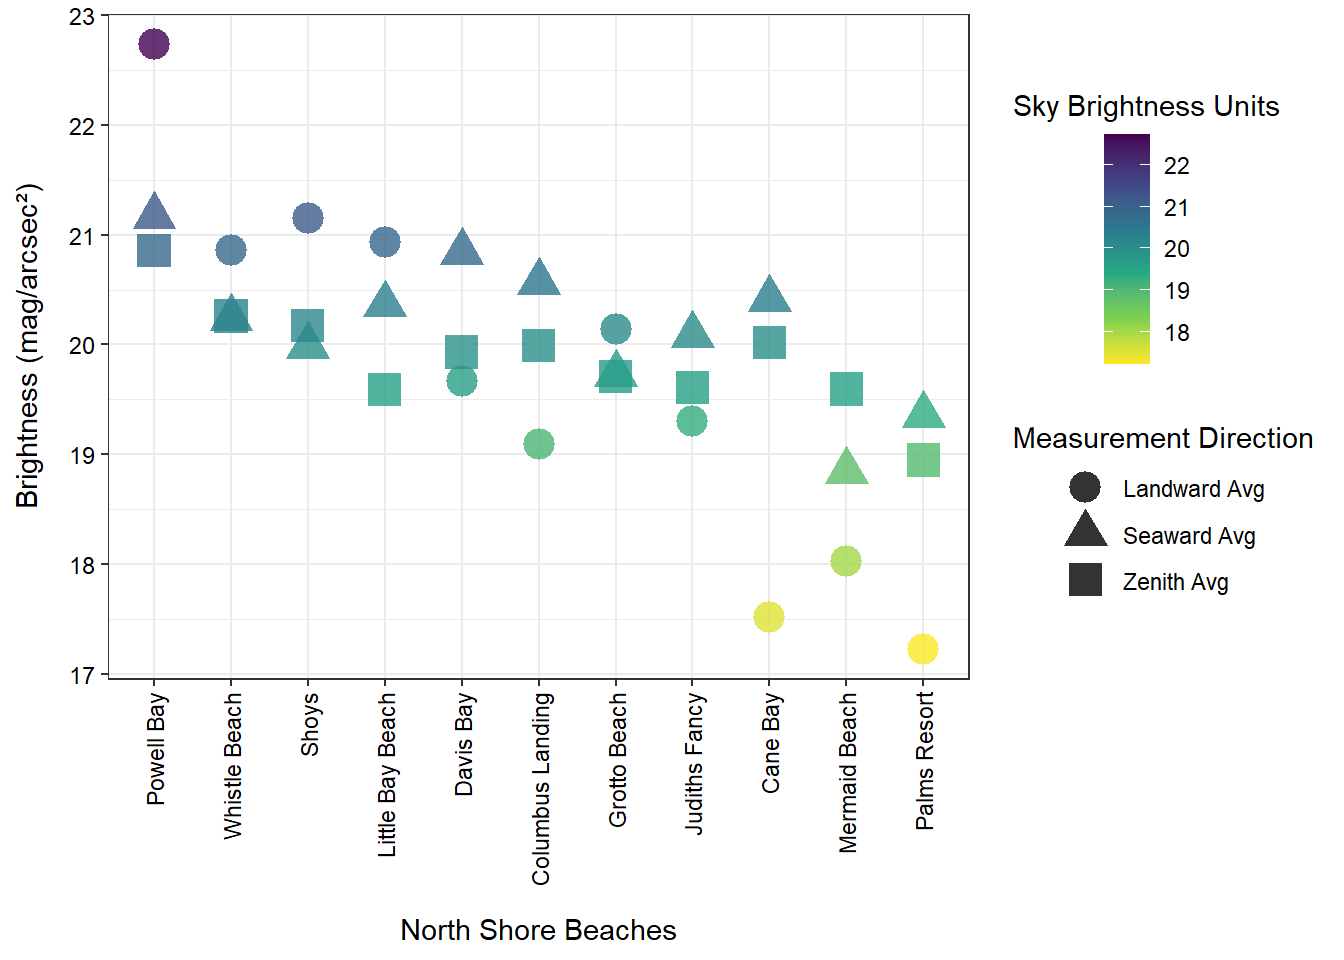 23
22
21
20
19
18
17
Brightness (mag/arcsec²)
Powell Bay
Whistle Beach
Shoys
Little Bay Beach
Davis Bay
Columbus Landing
Grotto Beach
Judiths Fancy
Cane Bay
Mermaid Beach
Palms Resort
North Shore Beaches
Sky Brightness Units
22
21
20
19
18
Measurement Direction
Landward Avg
Seaward Avg
Zenith Avg